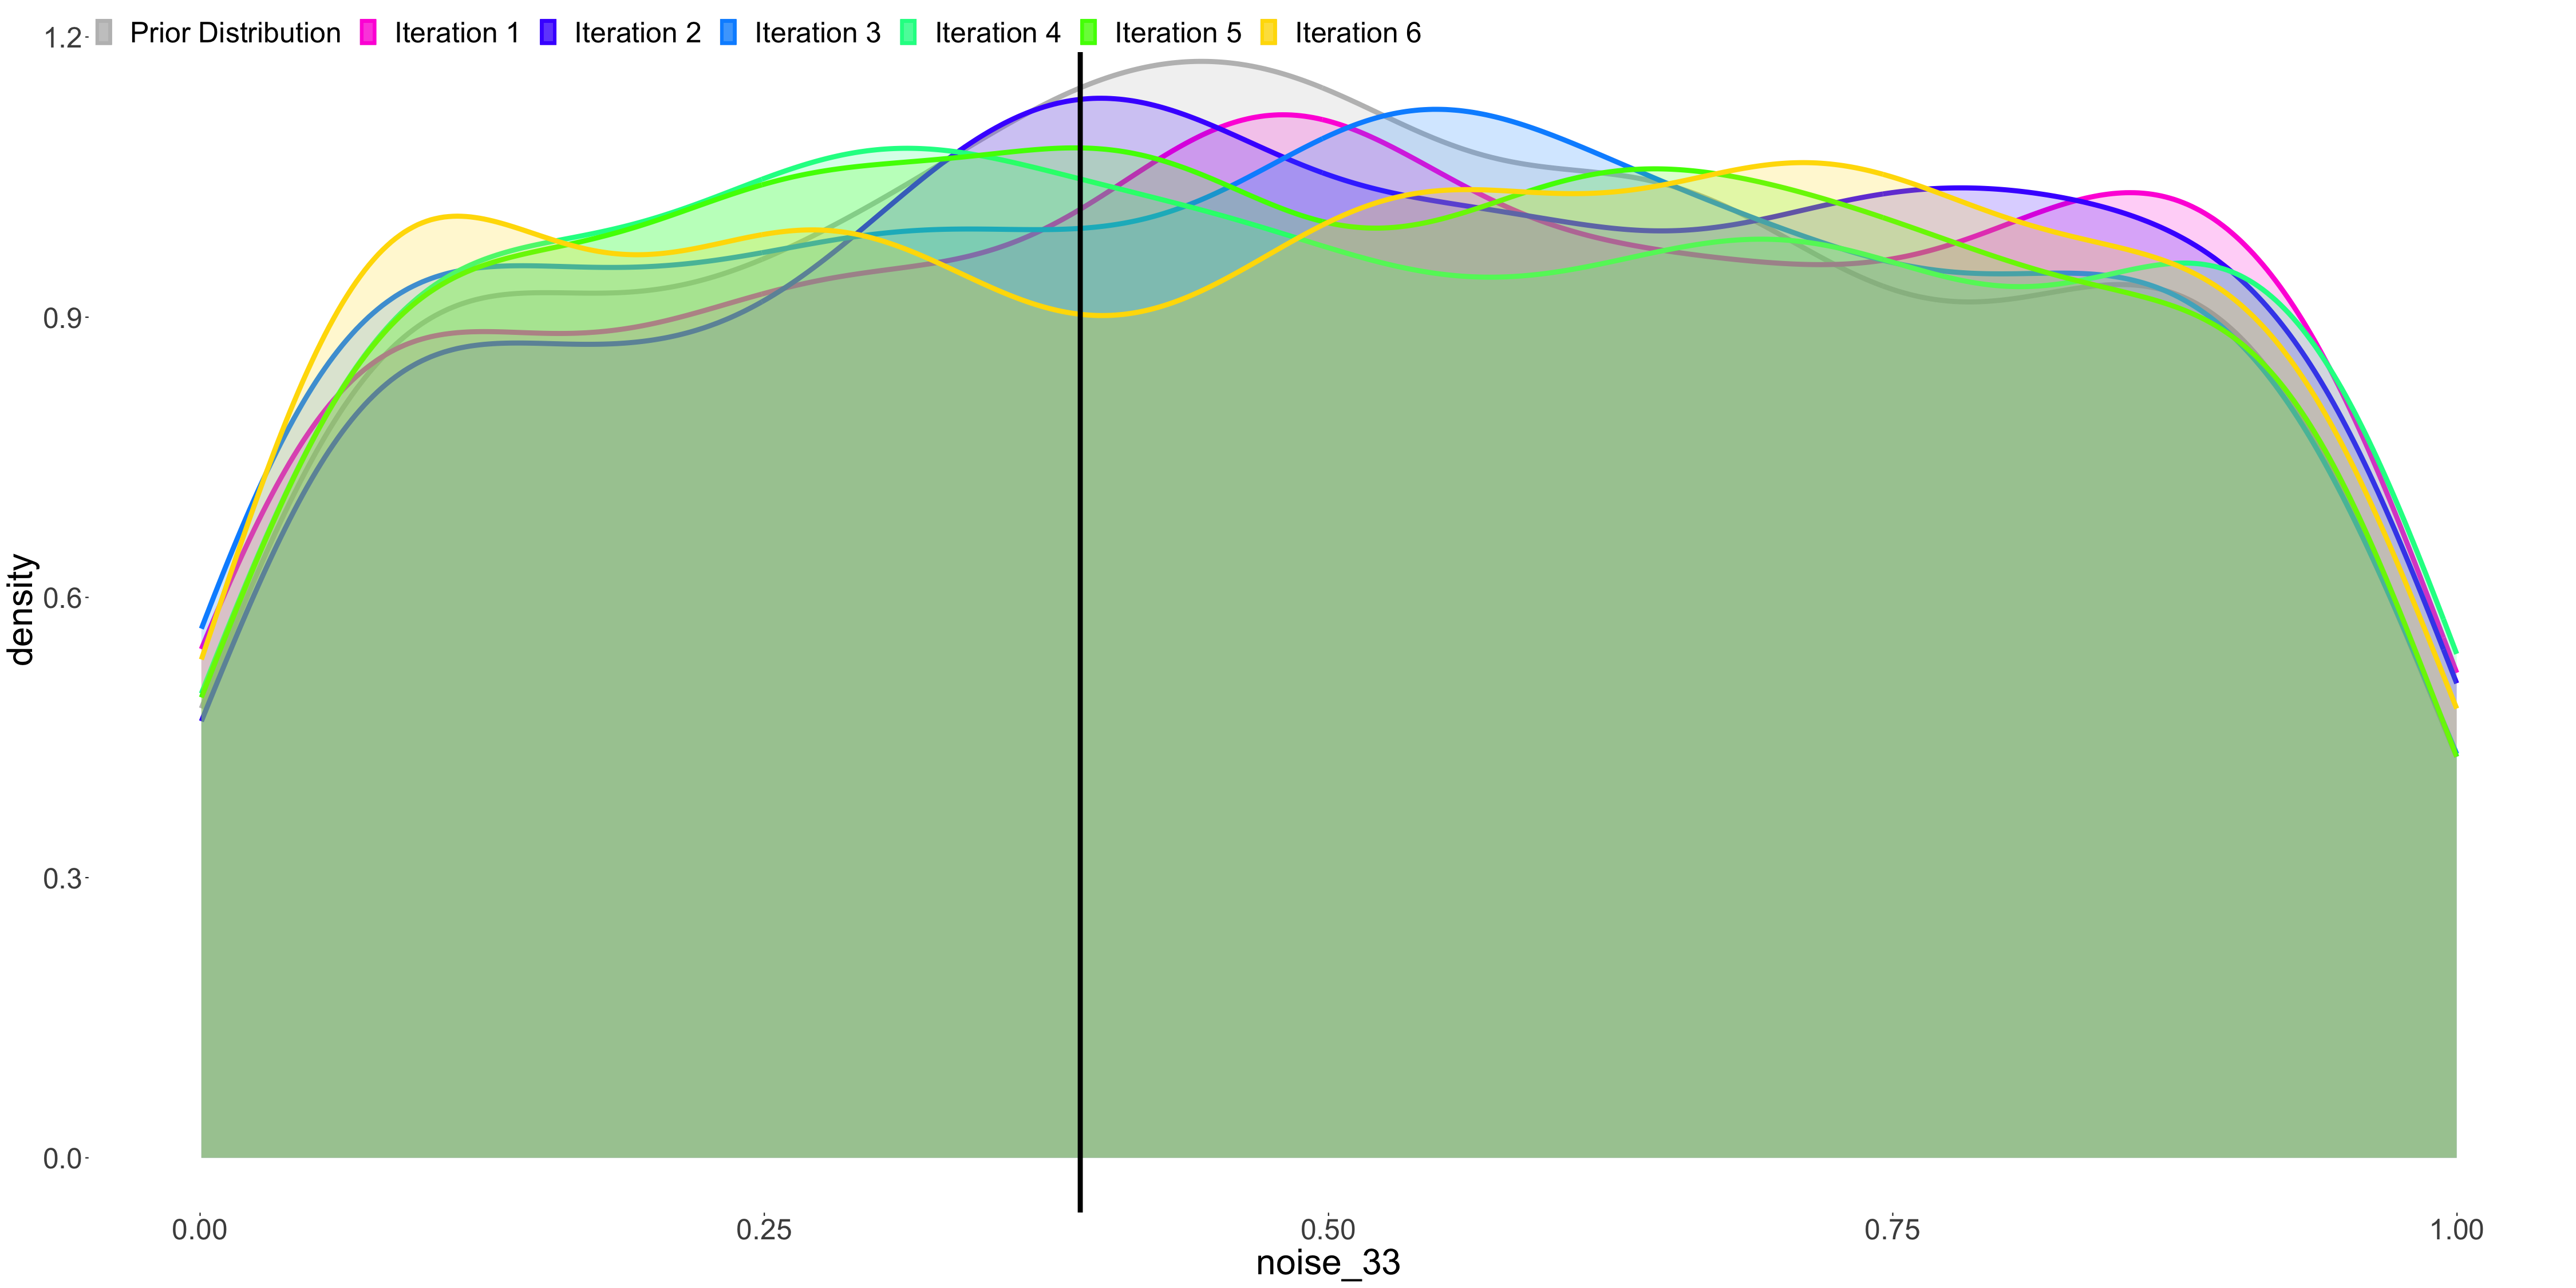 Prior Distribution Iteration 1 Iteration 2 Iteration 3 Iteration 4 Iteration 5 Iteration 6
1.2
0.9
0.6
0.3
0.0
density
0.00 0.25 0.50 0.75 1.00
noise_33